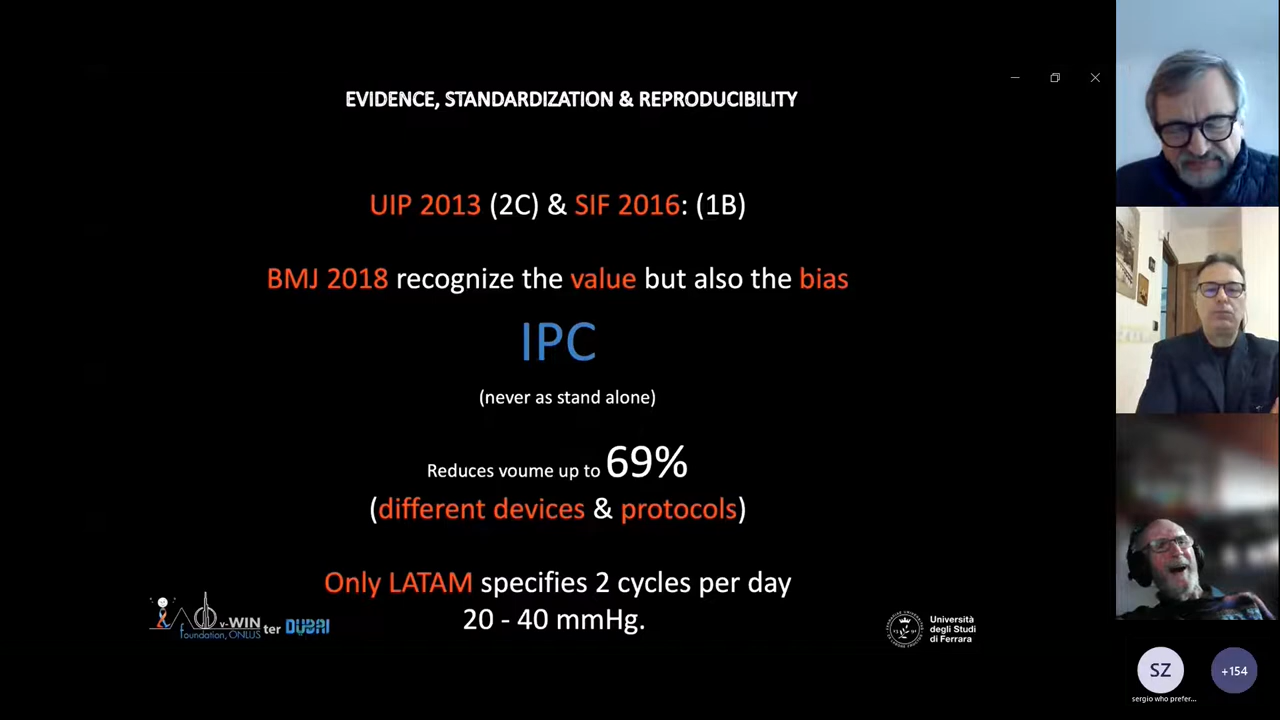 EVIDENCE, STANDARDIZATION & REPRODUCIBILITY
UIP 2013 (2C) & SIF 2016: (1B)
BMJ 2018 recognize the value but also the bias
IPC
(never as stand alone)
Reduces voume up to 69%
(different devices & protocols)
Only LATAM specifies 2 cycles per day
20 - 40 mmHg.
v-WIN
foundation, ONLUS
ter DUBAI
Università
degli Studi
di Ferrara
SZ
+154
sergio who prefer...